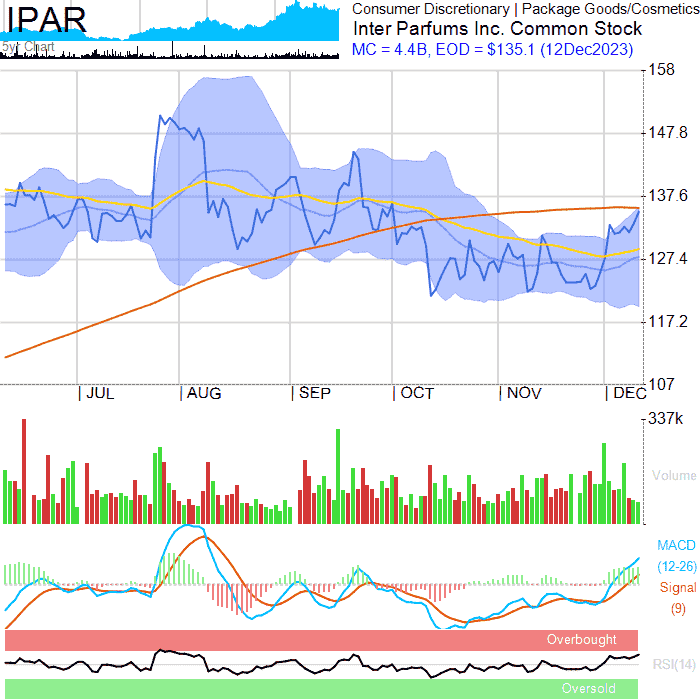 IPAR
Consumer Discretionary | Package Goods/Cosmetics
Inter Parfums Inc. Common Stock
5yr Chart
MC = 4.4B, EOD = $135.1 (12Dec2023)
158
147.8
137.6
127.4
117.2
107
| JUL | AUG | SEP | OCT | NOV | DEC
337k
Volume
MACD
(12-26)
Signal
(9)
Overbought
RSI(14)
Oversold